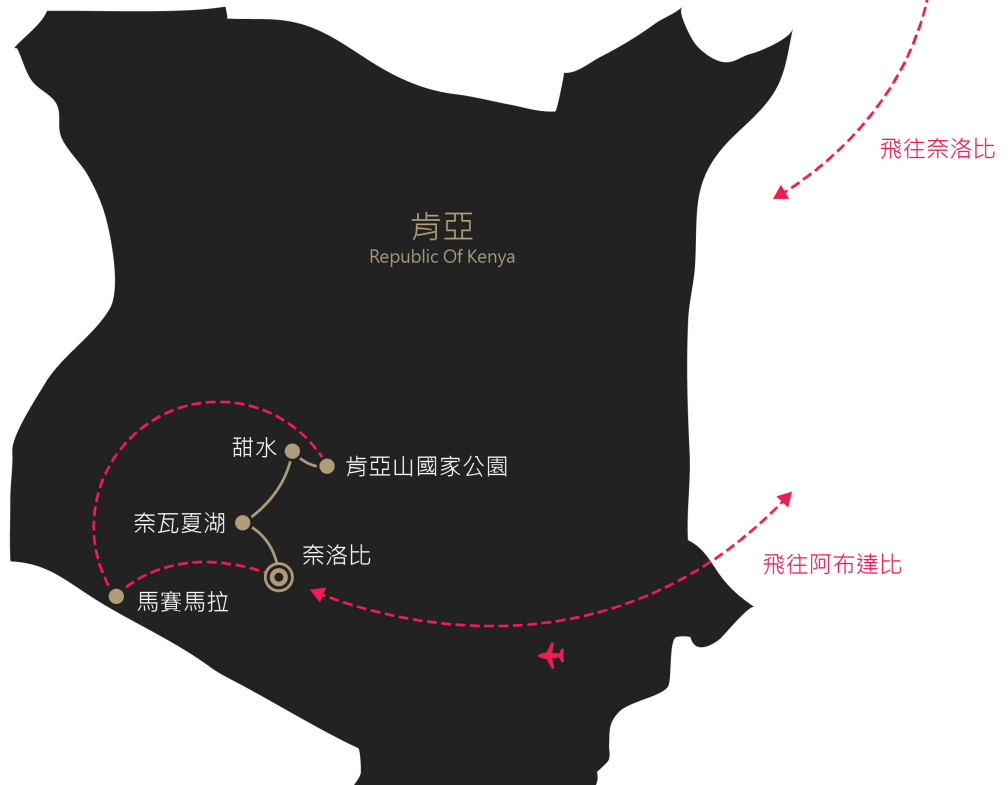 飛往奈洛比
肯亞
Republic Of Kenya
甜水
肯亞山國家公園
奈瓦夏湖
奈洛比
飛往阿布達比
馬賽馬拉